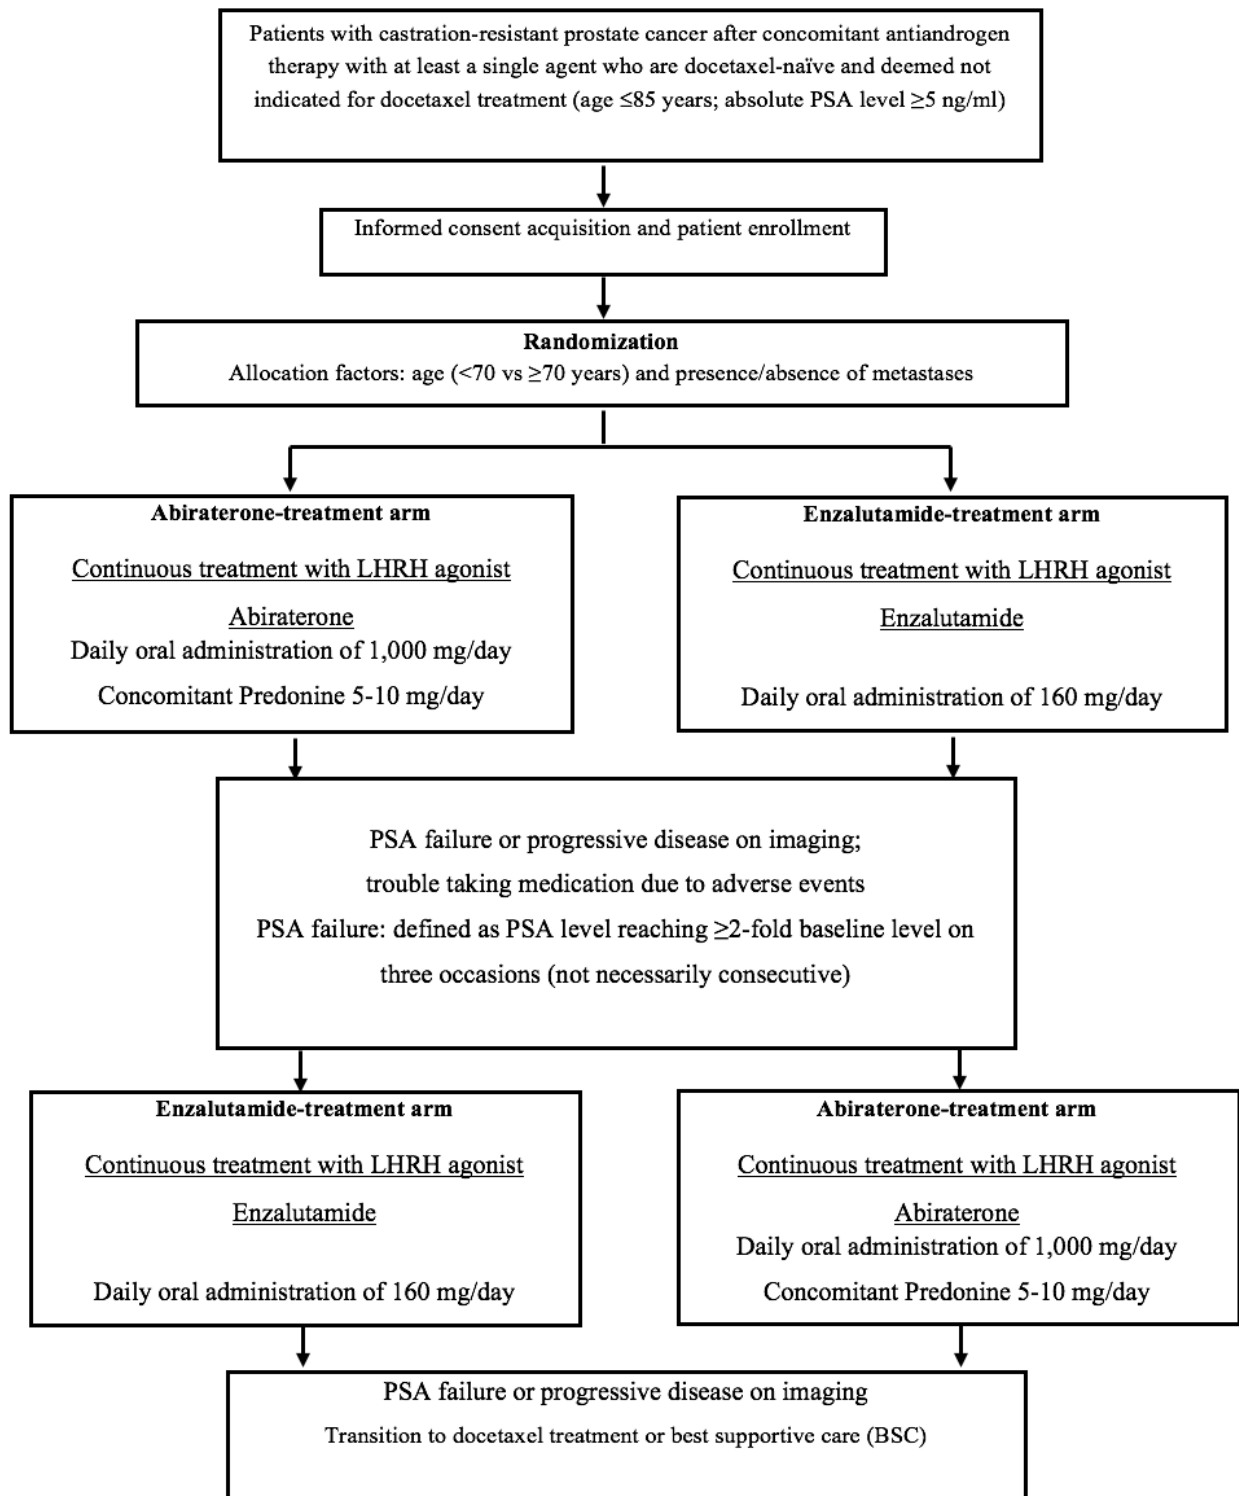 Patients with castration-resistant prostate cancer after concomitant antiandrogen
therapy with at least a single agent who are docetaxel-naïve and deemed not
indicated for docetaxel treatment (age ≤85 years; absolute PSA level ≥5 ng/ml)
Informed consent acquisition and patient enrollment
Randomization
Allocation factors: age (<70 vs ≥70 years) and presence/absence of metastases
Abiraterone-treatment arm
Continuous treatment with LHRH agonist
Abiraterone
Daily oral administration of 1,000 mg/day
Concomitant Predonine 5-10 mg/day
Enzalutamide-treatment arm
Continuous treatment with LHRH agonist
Enzalutamide
Daily oral administration of 160 mg/day
PSA failure or progressive disease on imaging;
trouble taking medication due to adverse events
PSA failure: defined as PSA level reaching ≥2-fold baseline level on
three occasions (not necessarily consecutive)
Enzalutamide-treatment arm
Continuous treatment with LHRH agonist
Enzalutamide
Daily oral administration of 160 mg/day
Abiraterone-treatment arm
Continuous treatment with LHRH agonist
Abiraterone
Daily oral administration of 1,000 mg/day
Concomitant Predonine 5-10 mg/day
PSA failure or progressive disease on imaging
Transition to docetaxel treatment or best supportive care (BSC)